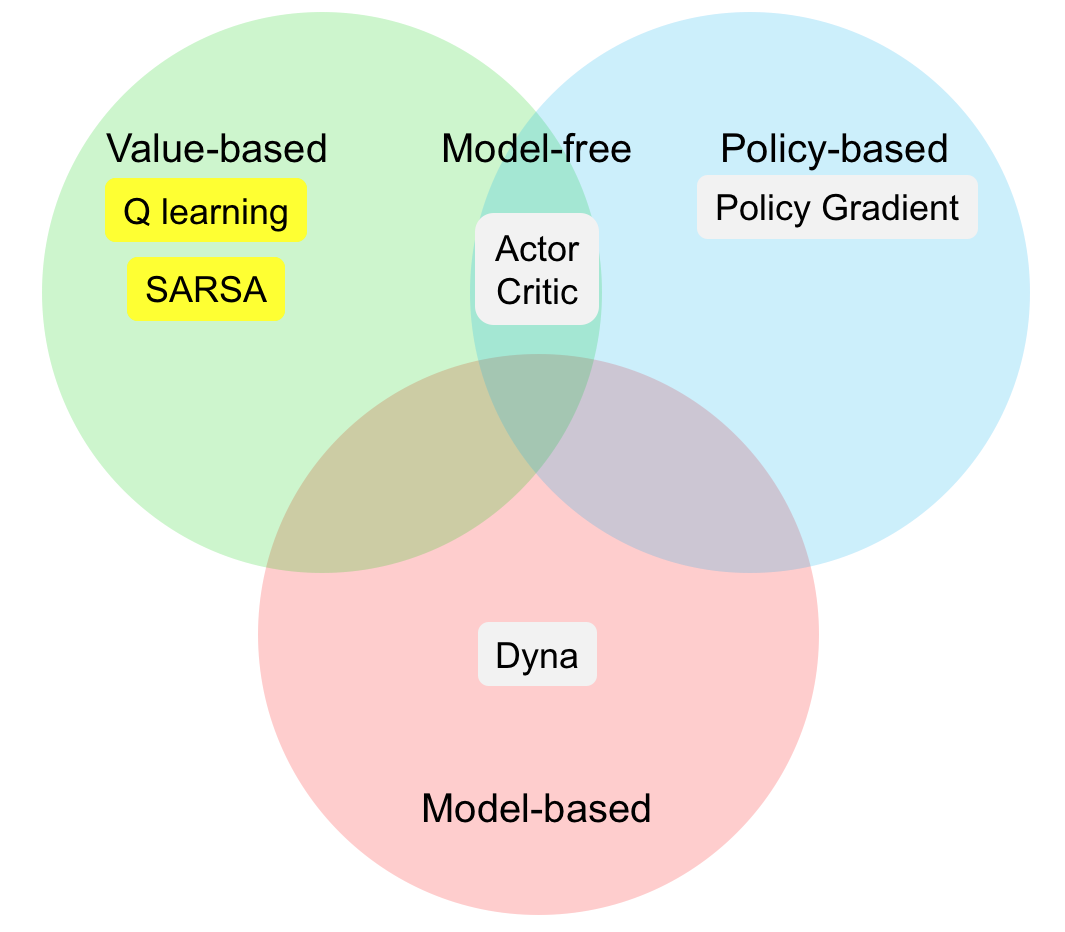 Value-based
Model-free
Policy-based
Q learning
Policy Gradient
Actor
Critic
SARSA
Dyna
Model-based